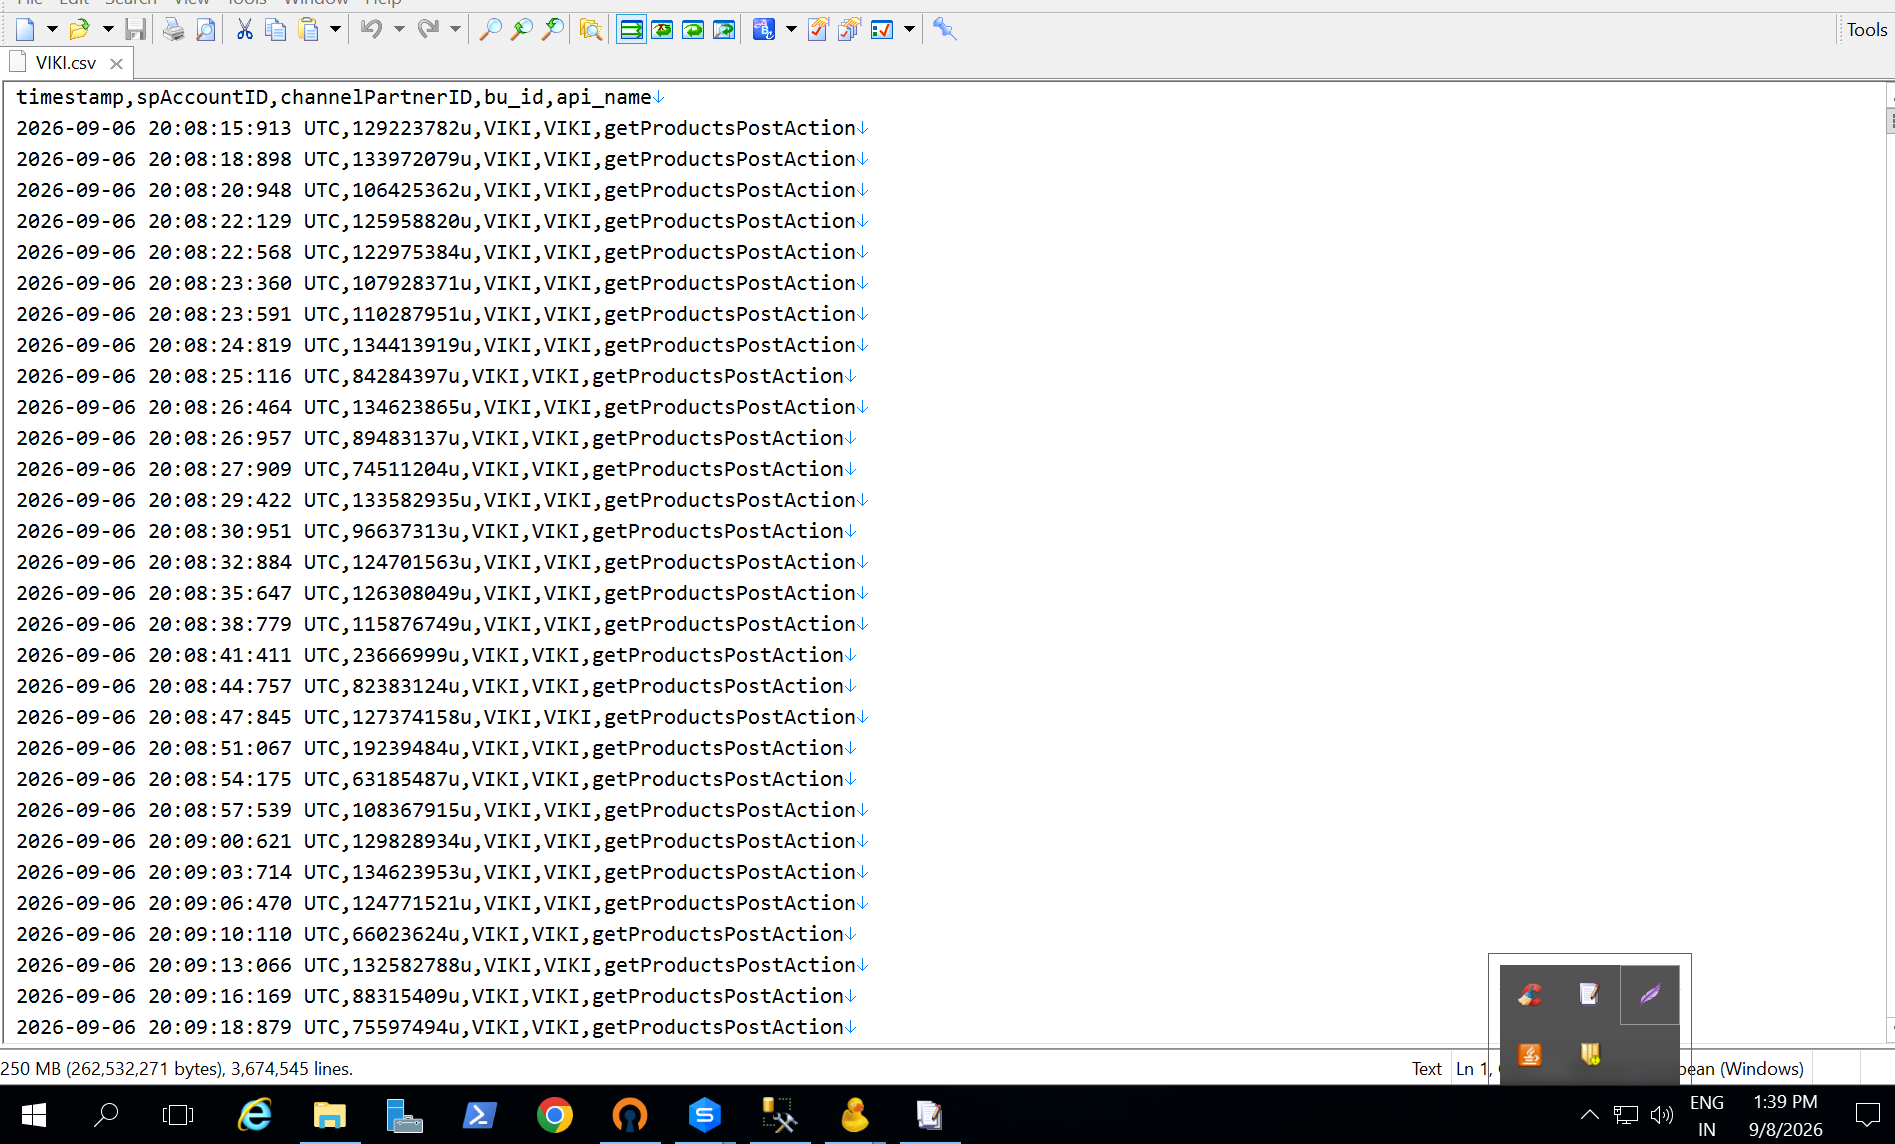 File Edit Search View Tools Window Help
Tools
VIKI.csv
timestamp,spAccountID,channelPartnerID,bu_id,api_name
2026-09-06 20:08:15:913 UTC,129223782u,VIKI,VIKI,getProductsPostAction
2026-09-06 20:08:18:898 UTC,133972079u,VIKI,VIKI,getProductsPostAction
2026-09-06 20:08:20:948 UTC,106425362u,VIKI,VIKI,getProductsPostAction
2026-09-06 20:08:22:129 UTC,125958820u,VIKI,VIKI,getProductsPostAction
2026-09-06 20:08:22:568 UTC,122975384u,VIKI,VIKI,getProductsPostAction
2026-09-06 20:08:23:360 UTC,107928371u,VIKI,VIKI,getProductsPostAction
2026-09-06 20:08:23:591 UTC,110287951u,VIKI,VIKI,getProductsPostAction
2026-09-06 20:08:24:819 UTC,134413919u,VIKI,VIKI,getProductsPostAction
2026-09-06 20:08:25:116 UTC,84284397u,VIKI,VIKI,getProductsPostAction
2026-09-06 20:08:26:464 UTC,134623865u,VIKI,VIKI,getProductsPostAction
2026-09-06 20:08:26:957 UTC,89483137u,VIKI,VIKI,getProductsPostAction
2026-09-06 20:08:27:909 UTC,74511204u,VIKI,VIKI,getProductsPostAction
2026-09-06 20:08:29:422 UTC,133582935u,VIKI,VIKI,getProductsPostAction
2026-09-06 20:08:30:951 UTC,96637313u,VIKI,VIKI,getProductsPostAction
2026-09-06 20:08:32:884 UTC,124701563u,VIKI,VIKI,getProductsPostAction
2026-09-06 20:08:35:647 UTC,126308049u,VIKI,VIKI,getProductsPostAction
2026-09-06 20:08:38:779 UTC,115876749u,VIKI,VIKI,getProductsPostAction
2026-09-06 20:08:41:411 UTC,23666999u,VIKI,VIKI,getProductsPostAction
2026-09-06 20:08:44:757 UTC,82383124u,VIKI,VIKI,getProductsPostAction
2026-09-06 20:08:47:845 UTC,127374158u,VIKI,VIKI,getProductsPostAction
2026-09-06 20:08:51:067 UTC,19239484u,VIKI,VIKI,getProductsPostAction
2026-09-06 20:08:54:175 UTC,63185487u,VIKI,VIKI,getProductsPostAction
2026-09-06 20:08:57:539 UTC,108367915u,VIKI,VIKI,getProductsPostAction
2026-09-06 20:09:00:621 UTC,129828934u,VIKI,VIKI,getProductsPostAction
2026-09-06 20:09:03:714 UTC,134623953u,VIKI,VIKI,getProductsPostAction
2026-09-06 20:09:06:470 UTC,124771521u,VIKI,VIKI,getProductsPostAction
2026-09-06 20:09:10:110 UTC,66023624u,VIKI,VIKI,getProductsPostAction
2026-09-06 20:09:13:066 UTC,132582788u,VIKI,VIKI,getProductsPostAction
2026-09-06 20:09:16:169 UTC,88315409u,VIKI,VIKI,getProductsPostAction
2026-09-06 20:09:18:879 UTC,75597494u,VIKI,VIKI,getProductsPostAction
250 MB (262,532,271 bytes), 3,674,545 lines. Text Ln 1, (Windows)
ENG 1:39 PM
IN 9/8/2026